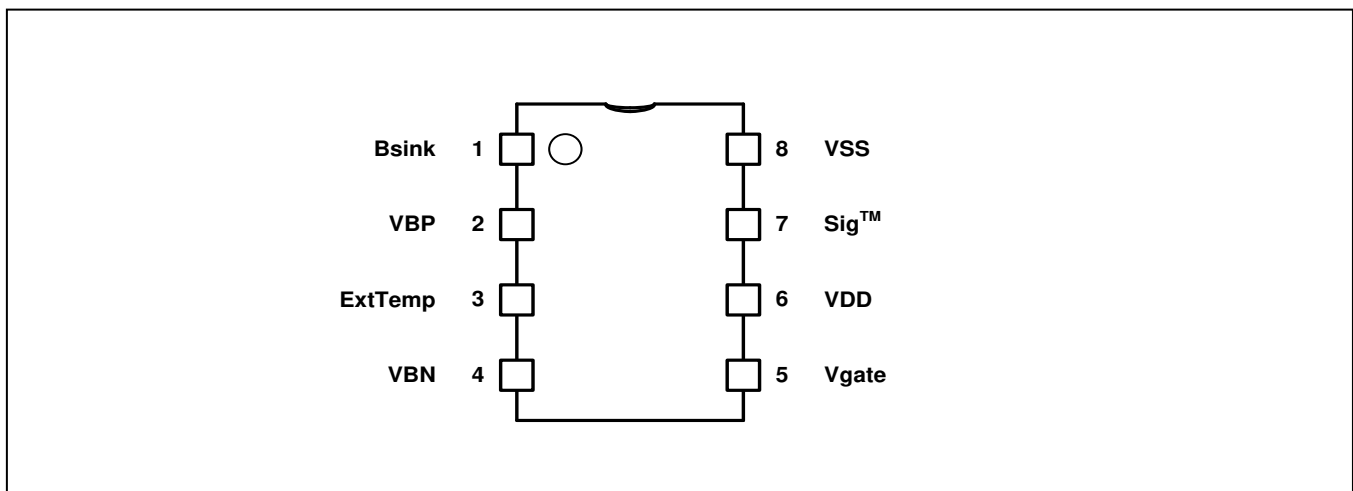 Bsink 1 8 VSS
VBP 2 7 Sig™
ExtTemp 3 6 VDD
VBN 4 5 Vgate